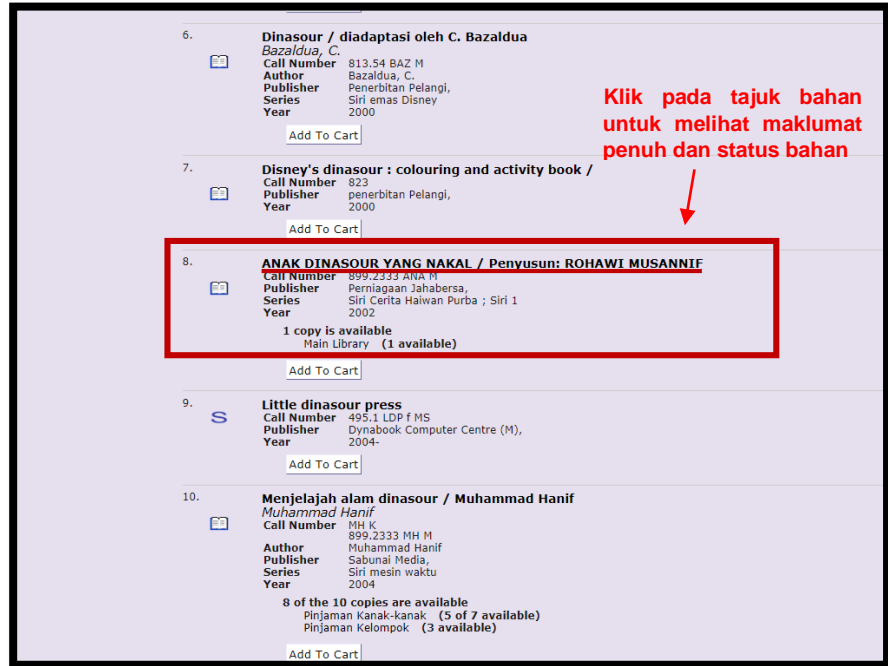 6.
Dinasour / diadaptasi oleh C. Bazaldua
Bazaldua, C.
Call Number 813.54 BAZ M
Author Bazaldua, C.
Publisher Penerbitan Pelangi,
Series Siri emas Disney
Year 2000
Add To Cart
Klik pada tajuk bahan
untuk melihat maklumat
penuh dan status bahan
7.
Disney's dinasour : colouring and activity book /
Call Number 823
Publisher penerbitan Pelangi,
Year 2000
Add To Cart
8.
ANAK DINASOUR YANG NAKAL / Penyusun: ROHAWI MUSANNIF
Call Number 899.2333 ANA M
Publisher Perniagaan Jahabersa,
Series Siri Cerita Haiwan Purba ; Siri 1
Year 2002
1 copy is available
Main Library (1 available)
Add To Cart
9.
S
Little dinasour press
Call Number 495.1 LDP f MS
Publisher Dynabook Computer Centre (M),
Year 2004-
Add To Cart
10.
Menjelajah alam dinasour / Muhammad Hanif
Muhammad Hanif
Call Number MH K
899.2333 MH M
Author Muhammad Hanif
Publisher Sabunai Media,
Series Siri mesin waktu
Year 2004
8 of the 10 copies are available
Pinjaman Kanak-kanak (5 of 7 available)
Pinjaman Kelompok (3 available)
Add To Cart